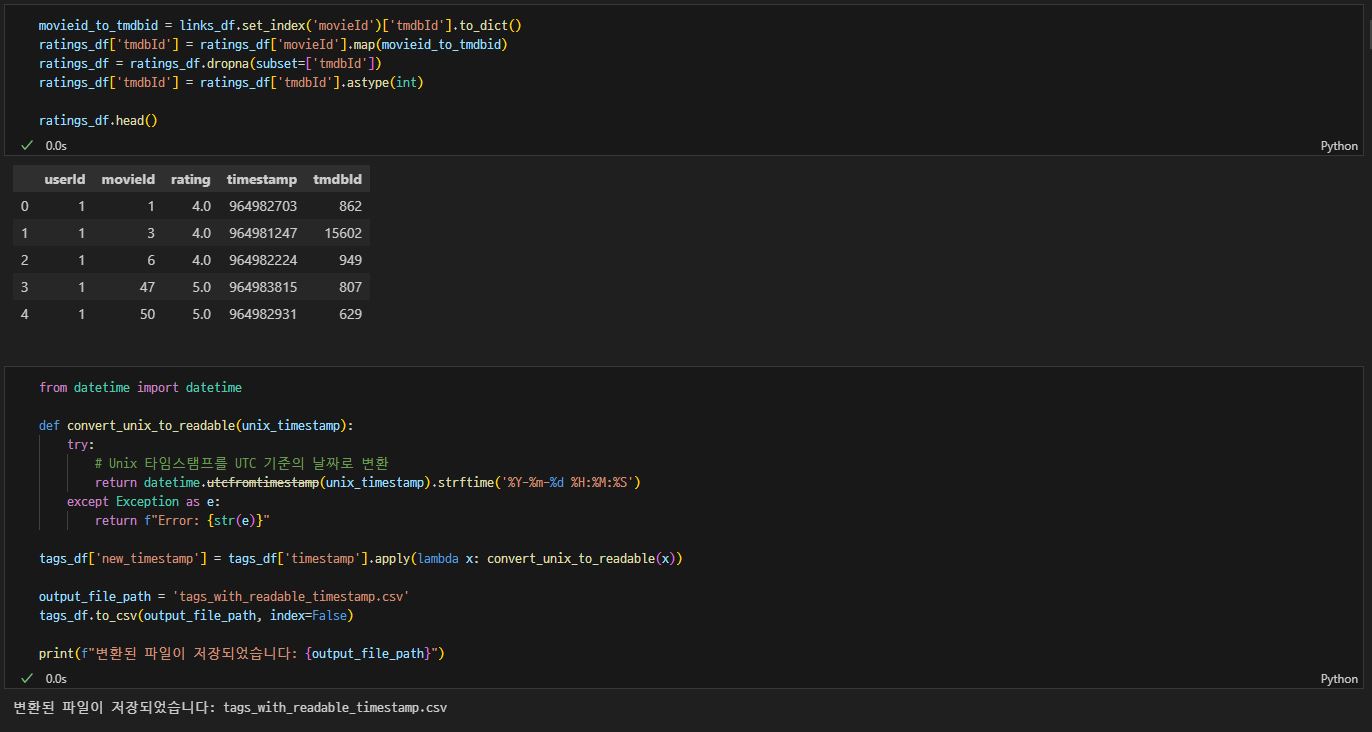 movieid_to_tmdbid = links_df.set_index('movieId')['tmdbId'].to_dict()
ratings_df['tmdbId'] = ratings_df['movieId'].map(movieid_to_tmdbid)
ratings_df = ratings_df.dropna(subset=['tmdbId'])
ratings_df['tmdbId'] = ratings_df['tmdbId'].astype(int)
ratings_df.head()
0.0s Python
userId movieId rating timestamp tmdbId
0 1 1 4.0 964982703 862
1 1 3 4.0 964981247 15602
2 1 6 4.0 964982224 949
3 1 47 5.0 964983815 807
4 1 50 5.0 964982931 629
from datetime import datetime
def convert_unix_to_readable(unix_timestamp):
    try:
        # Unix 타임스탬프를 UTC 기준의 날짜로 변환
        return datetime.utcfromtimestamp(unix_timestamp).strftime('%Y-%m-%d %H:%M:%S')
    except Exception as e:
        return f"Error: {str(e)}"
tags_df['new_timestamp'] = tags_df['timestamp'].apply(lambda x: convert_unix_to_readable(x))
output_file_path = 'tags_with_readable_timestamp.csv'
tags_df.to_csv(output_file_path, index=False)
print(f"변환된 파일이 저장되었습니다: {output_file_path}")
0.0s Python
변환된 파일이 저장되었습니다: tags_with_readable_timestamp.csv